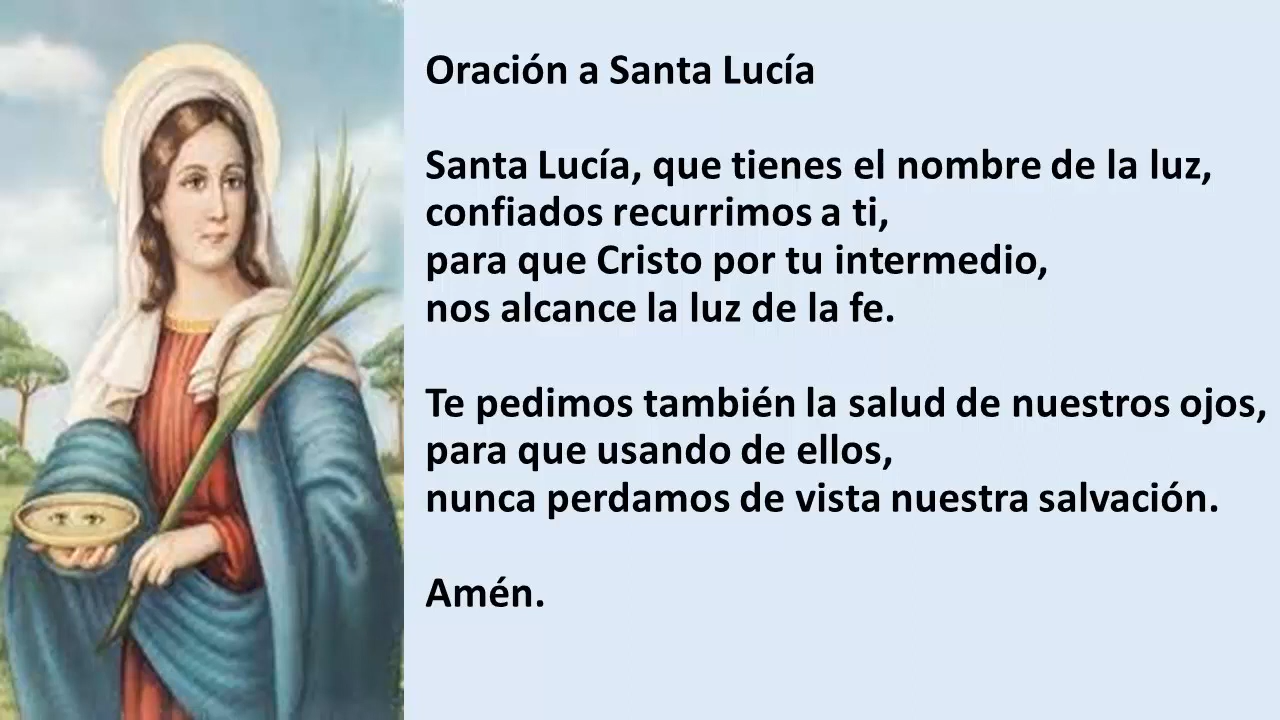 Oración a Santa Lucía
Santa Lucía, que tienes el nombre de la luz,
confiados recurrimos a ti,
para que Cristo por tu intermedio,
nos alcance la luz de la fe.
Te pedimos también la salud de nuestros ojos,
para que usando de ellos,
nunca perdamos de vista nuestra salvación.
Amén.